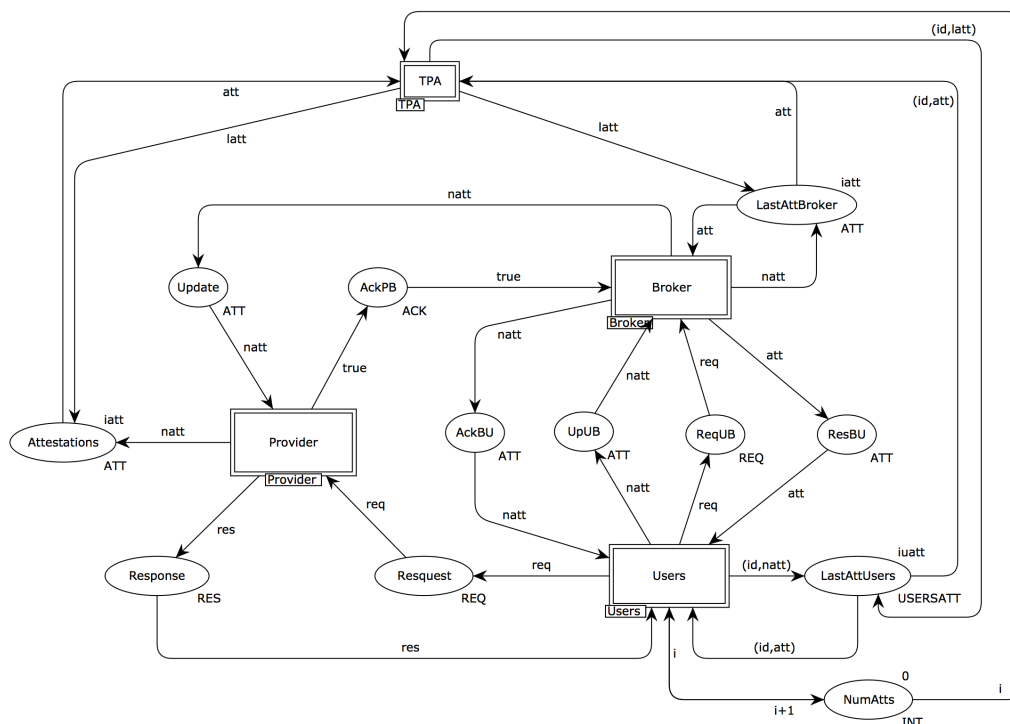 (id,latt)
TPA
TPA
att
(id,att)
latt
latt
att
natt
iatt
LastAttBroker
ATT
att
Update
ATT
AckPB
ACK
true
Broker
Broker
natt
natt
natt
true
natt
req
att
natt
iatt
Attestations
ATT
natt
Provider
Provider
AckBU
ATT
UpUB
ATT
ReqUB
REQ
ResBU
ATT
natt
natt
req
att
res
req
Response
RES
Resquest
REQ
req
Users
Users
(id,natt)
iuatt
LastAttUsers
USERSATT
res
i
(id,att)
0
NumAtts
INT
i+1
i